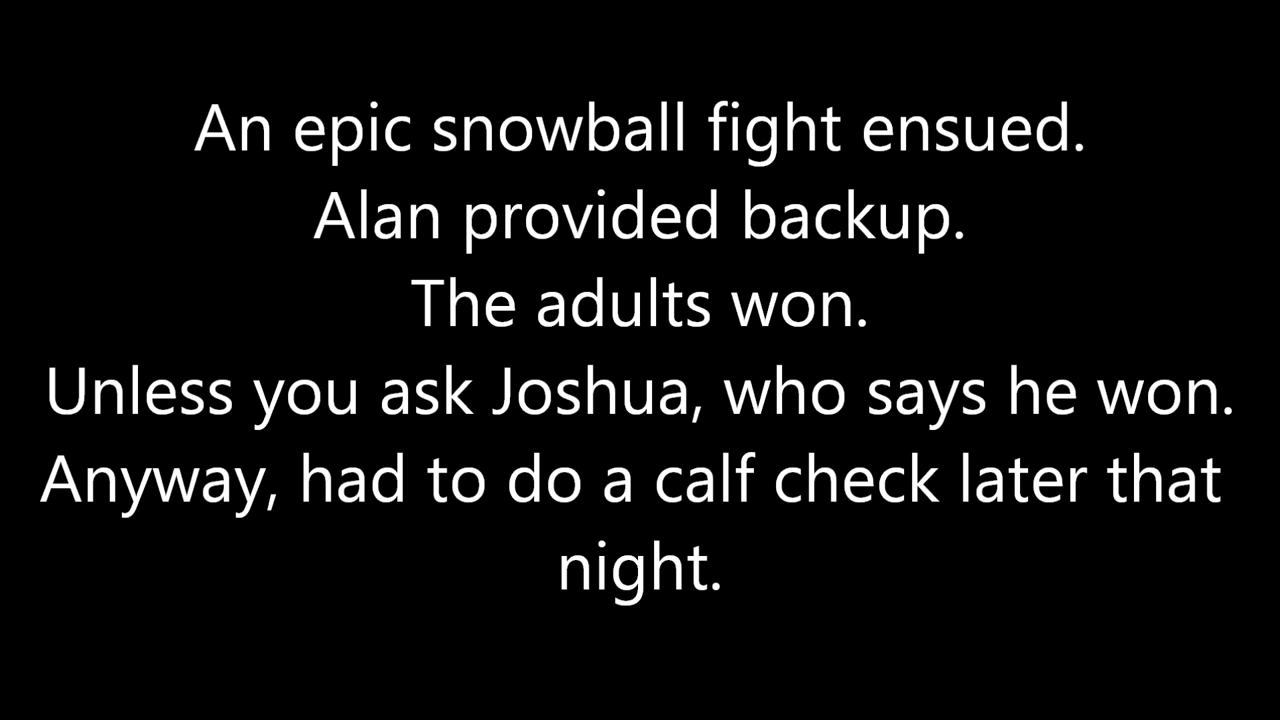 An epic snowball fight ensued.
Alan provided backup.
The adults won.
Unless you ask Joshua, who says he won.
Anyway, had to do a calf check later that
night.